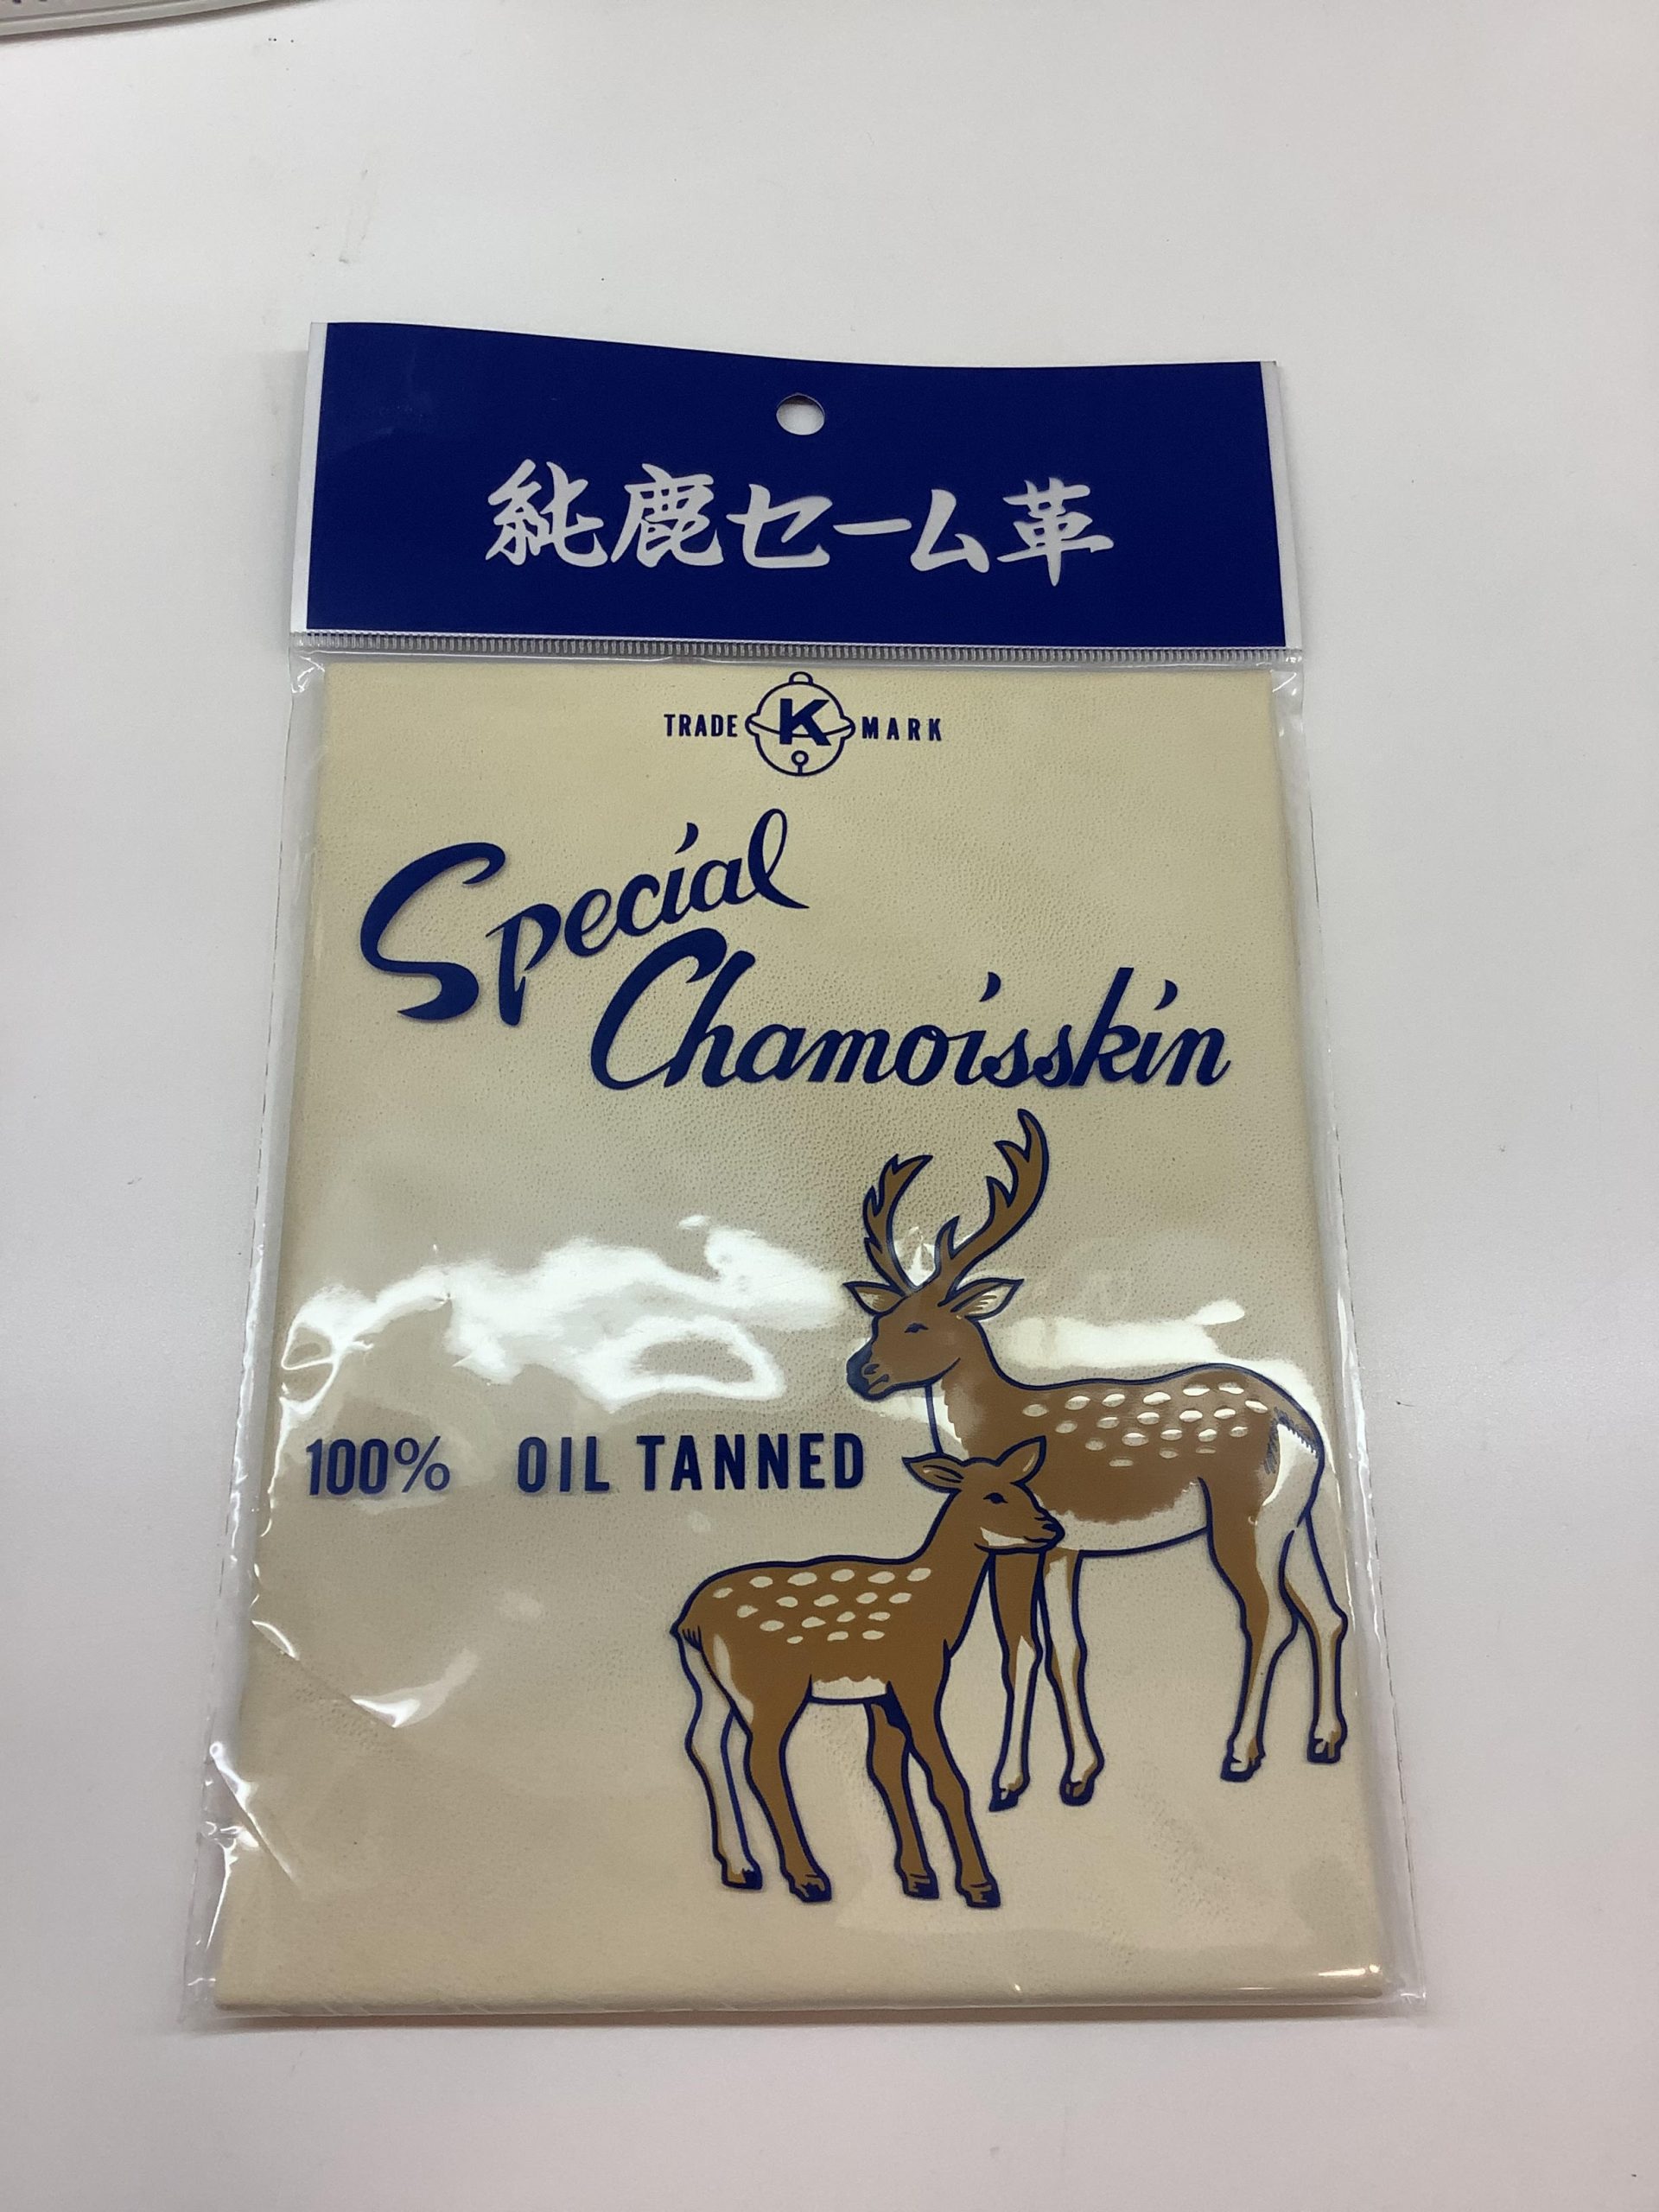 純鹿セーム革
TRADE K MARK
Special
Chamoisskin
100% OIL TANNED